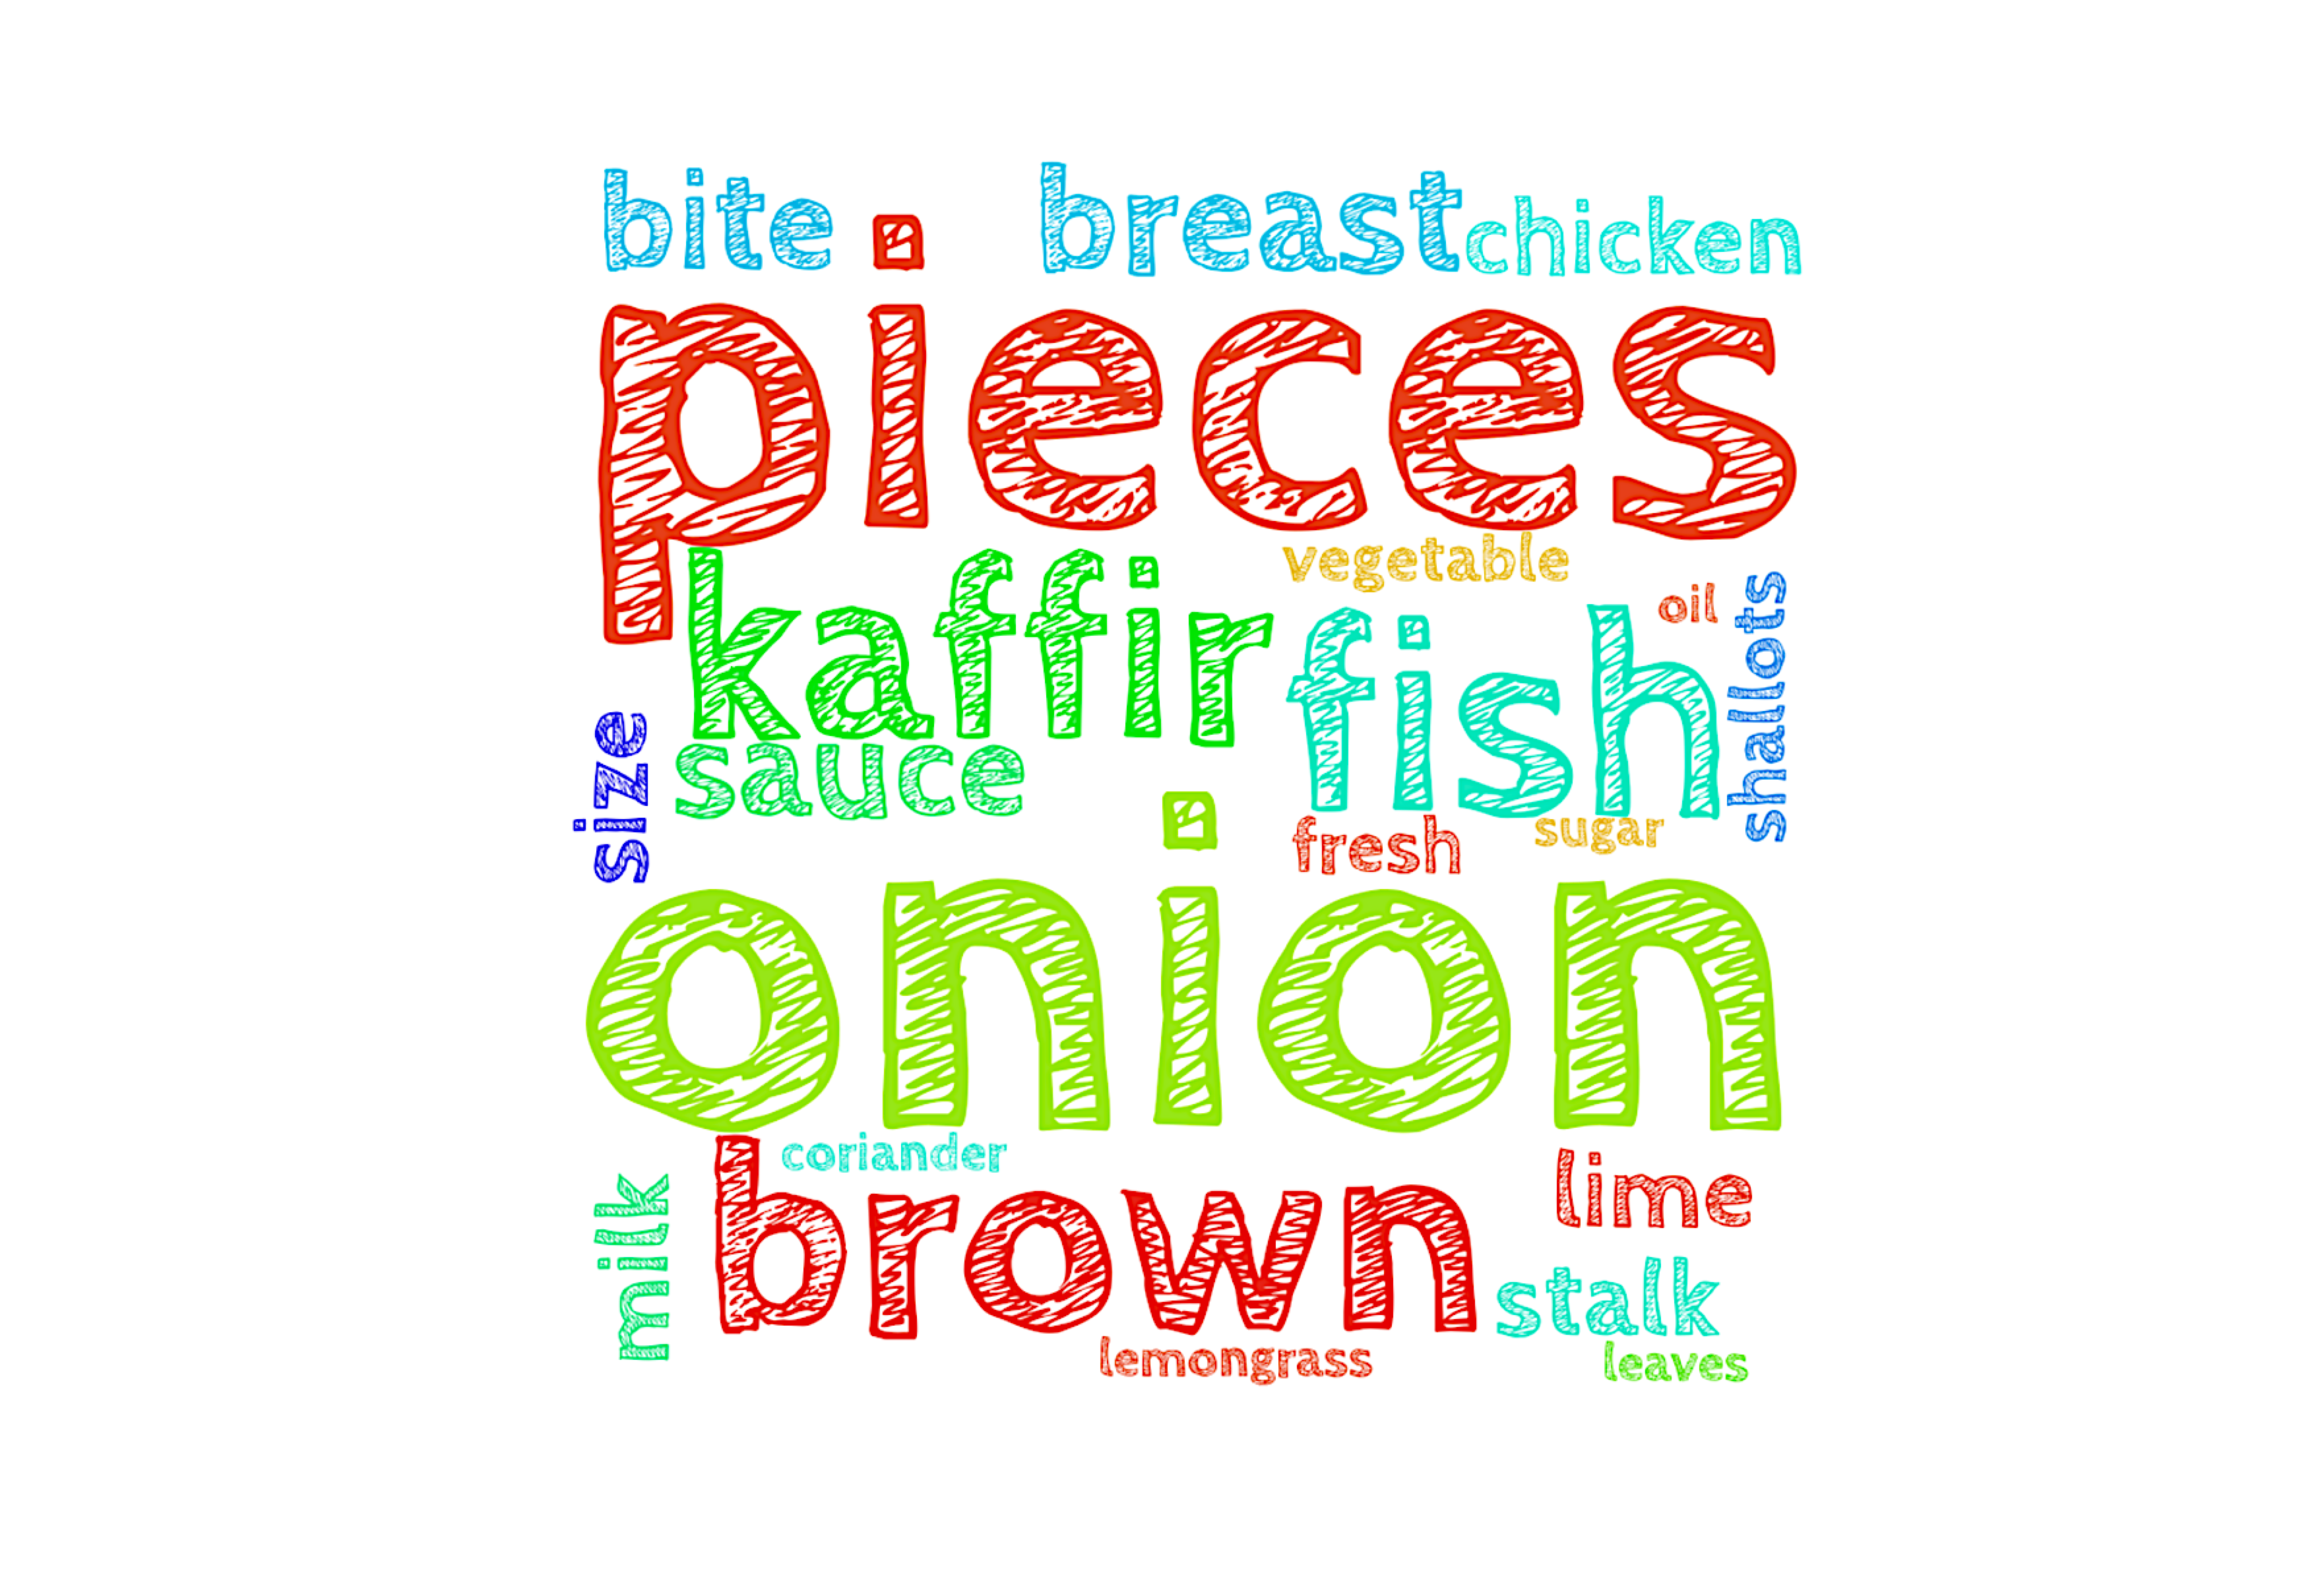 bite breast chicken
pieces
vegetable
kaffir fish oil
shallots
size
sauce
fresh sugar
onion
coriander
milk
brown lime
stalk
lemongrass leaves